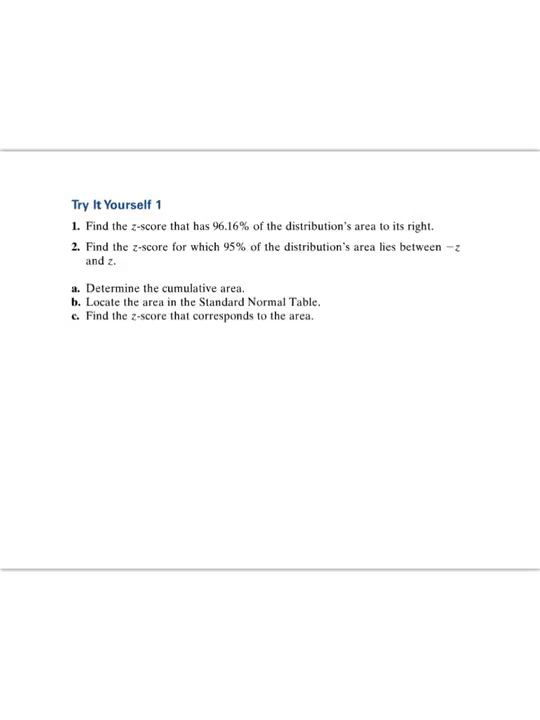 Try It Yourself 1
1. Find the z-score that has 96.16% of the distribution's area to its right.
2. Find the z-score for which 95% of the distribution's area lies between −z
and z.
a. Determine the cumulative area.
b. Locate the area in the Standard Normal Table.
c. Find the z-score that corresponds to the area.